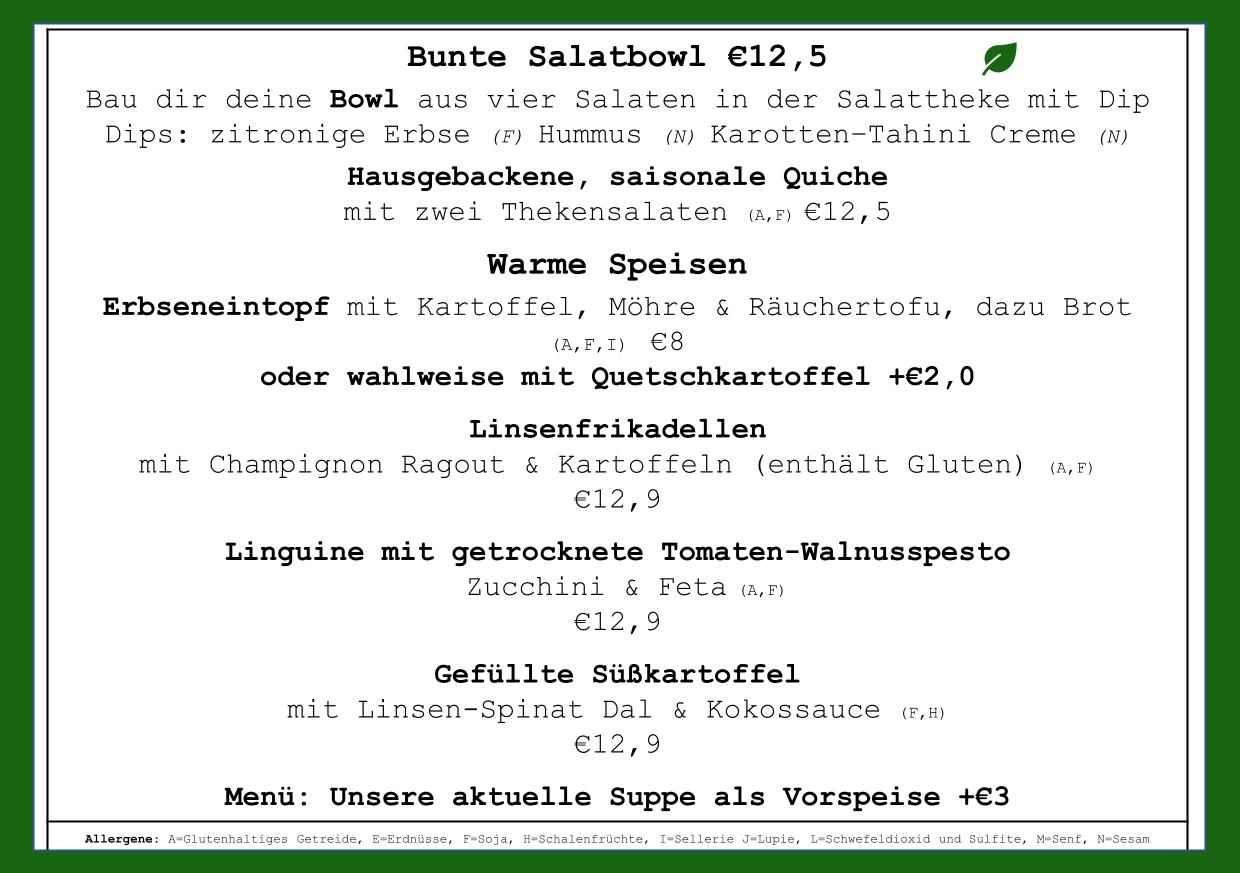 Bunte Salatbowl €12,5
Bau dir deine Bowl aus vier Salaten in der Salattheke mit Dip
Dips: zitronige Erbse (F) Hummus (N) Karotten-Tahini Creme (N)
Hausgebackene, saisonale Quiche
mit zwei Thekensalaten (A,F) €12,5
Warme Speisen
Erbseneintopf mit Kartoffel, Möhre & Räuchertofu, dazu Brot
(A,F,I) €8
oder wahlweise mit Quetschkartoffel +€2,0
Linsenfrikadellen
mit Champignon Ragout & Kartoffeln (enthält Gluten) (A,F)
€12,9
Linguine mit getrocknete Tomaten-Walnusspesto
Zucchini & Feta (A,F)
€12,9
Gefüllte Süßkartoffel
mit Linsen-Spinat Dal & Kokossauce (F,H)
€12,9
Menü: Unsere aktuelle Suppe als Vorspeise +€3
Allergene: A=Glutenhaltiges Getreide, E=Erdnüsse, F=Soja, H=Schalenfrüchte, I=Sellerie J=Lupie, L=Schwefeldioxid und Sulfite, M=Senf, N=Sesam